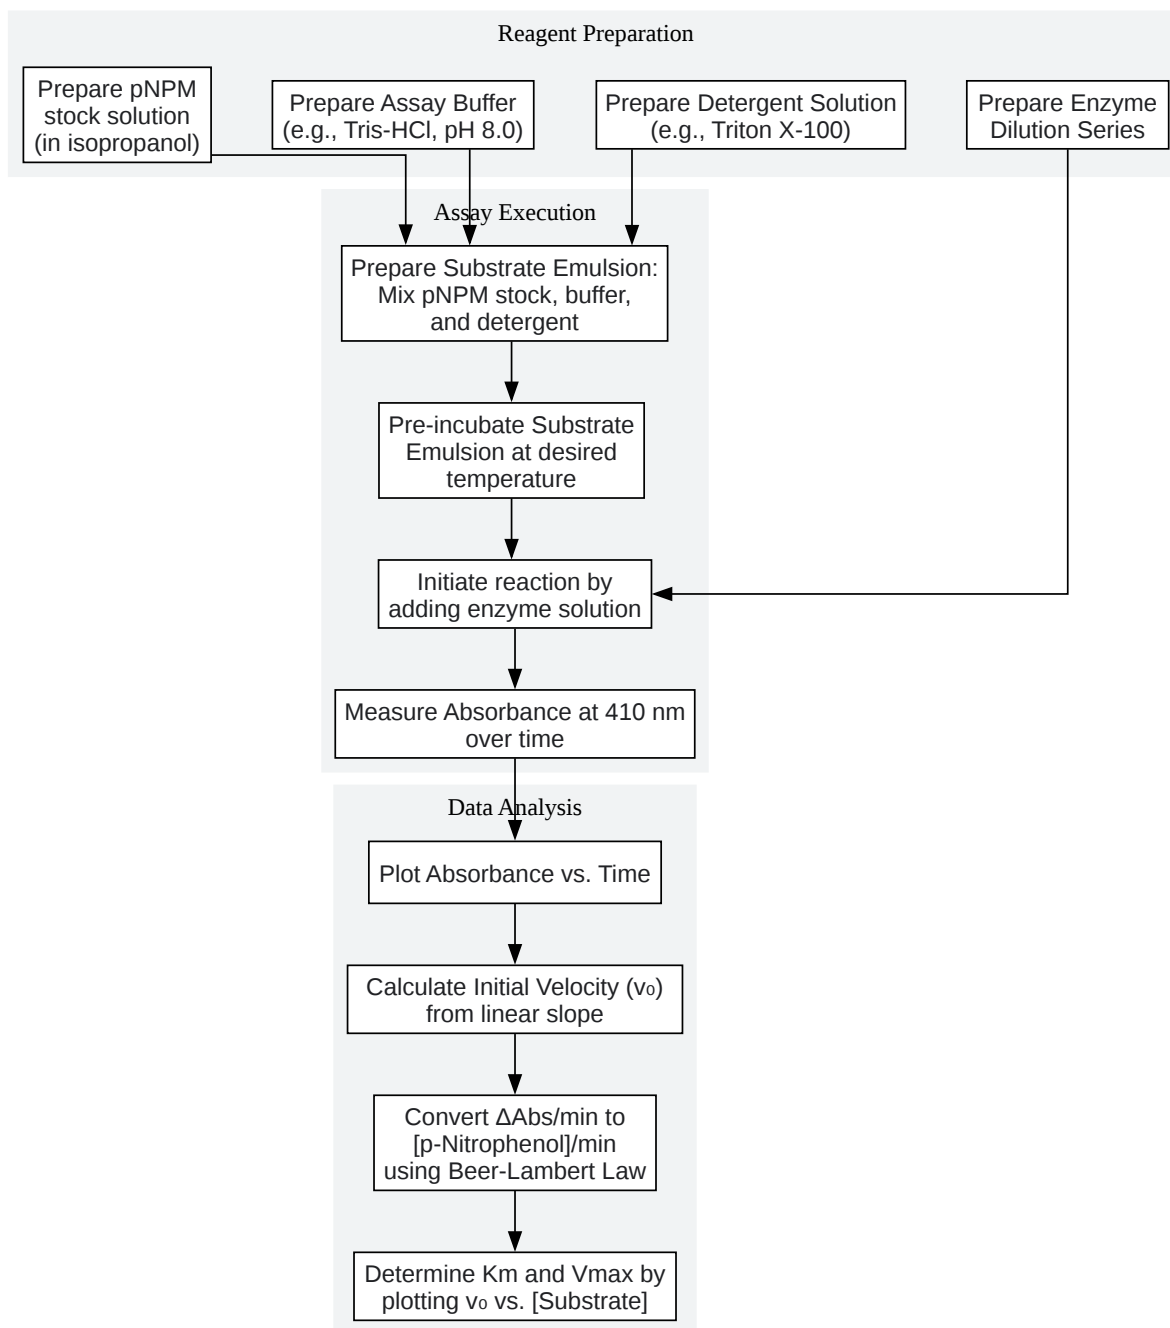 Reagent Preparation
Prepare pNPM
stock solution
(in isopropanol)
Prepare Assay Buffer
(e.g., Tris-HCl, pH 8.0)
Prepare Detergent Solution
(e.g., Triton X-100)
Prepare Enzyme
Dilution Series
Assay Execution
Prepare Substrate Emulsion:
Mix pNPM stock, buffer,
and detergent
Pre-incubate Substrate
Emulsion at desired
temperature
Initiate reaction by
adding enzyme solution
Measure Absorbance at 410 nm
over time
Data Analysis
Plot Absorbance vs. Time
Calculate Initial Velocity (v₀)
from linear slope
Convert ΔAbs/min to
[p-Nitrophenol]/min
using Beer-Lambert Law
Determine Km and Vmax by
plotting v₀ vs. [Substrate]